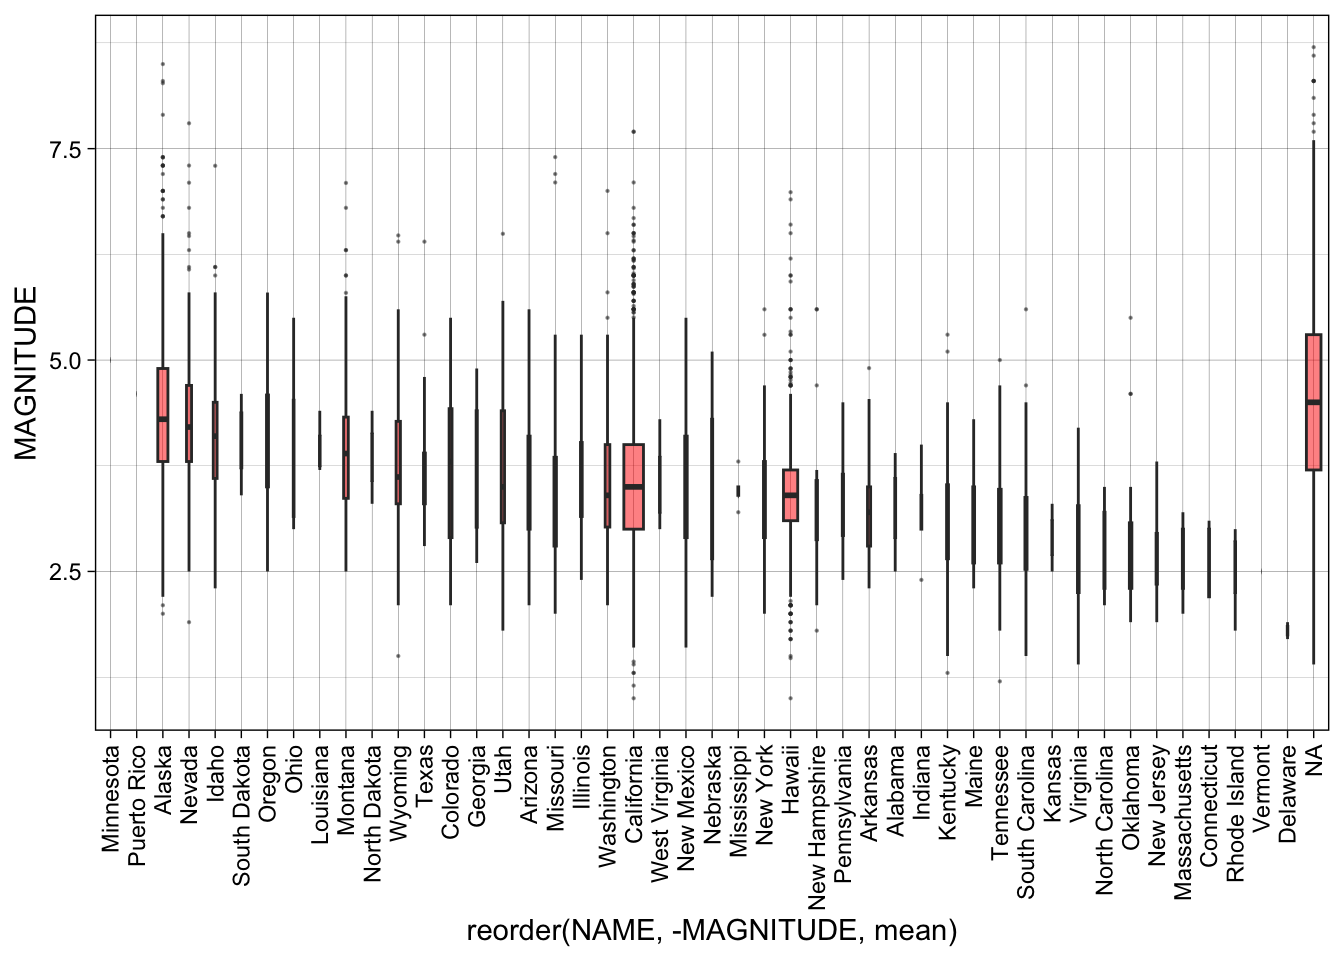 MAGNITUDE
7.5
5.0
2.5
Minnesota
Puerto Rico
Alaska
Nevada
Idaho
South Dakota
Oregon
Ohio
Louisiana
Montana
North Dakota
Wyoming
Texas
Colorado
Georgia
Utah
Arizona
Missouri
Illinois
Washington
California
West Virginia
New Mexico
Nebraska
Mississippi
New York
Hawaii
New Hampshire
Pennsylvania
Arkansas
Alabama
Indiana
Kentucky
Maine
Tennessee
South Carolina
Kansas
Virginia
North Carolina
Oklahoma
New Jersey
Massachusetts
Connecticut
Rhode Island
Vermont
Delaware
NA
reorder(NAME, -MAGNITUDE, mean)